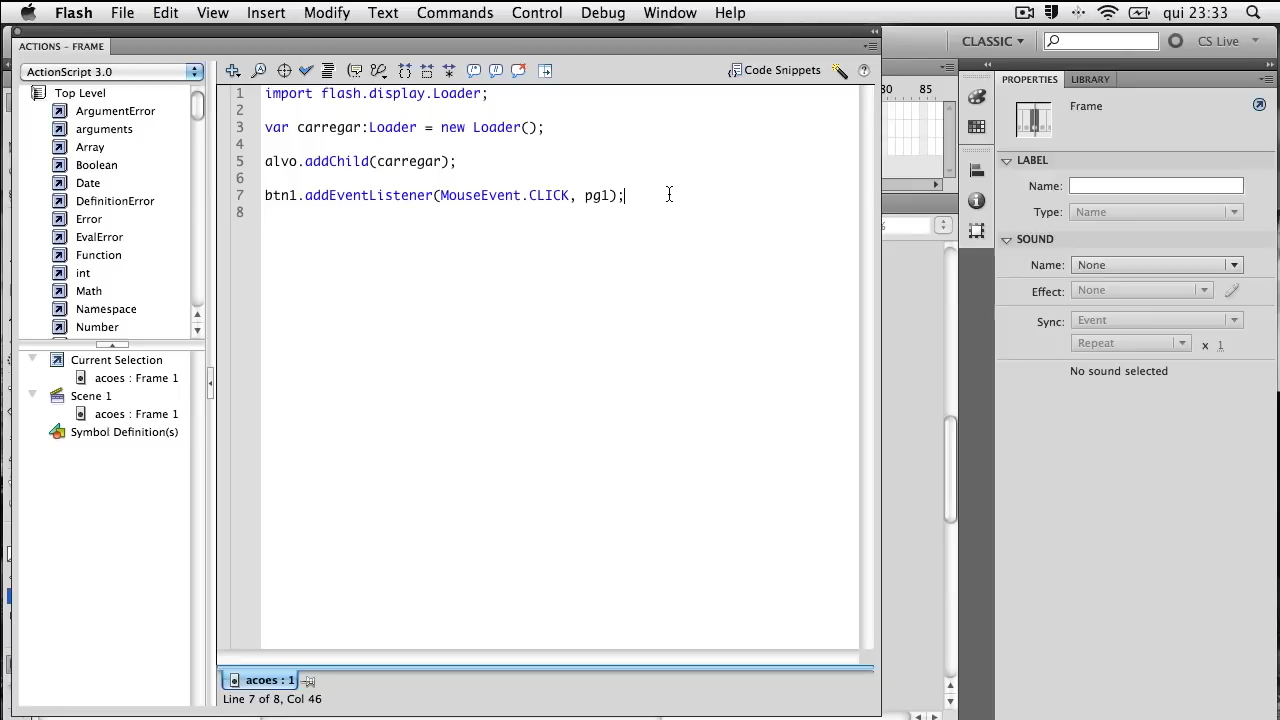 Flash File Edit View Insert Modify Text Commands Control Debug Window Help qui 23:33
ACTIONS – FRAME
CLASSIC CS Live
ActionScript 3.0
Code Snippets
Top Level
ArgumentError
arguments
Array
Boolean
Date
DefinitionError
Error
EvalError
Function
int
Math
Namespace
Number
Current Selection
acoes : Frame 1
Scene 1
acoes : Frame 1
Symbol Definition(s)
1 import flash.display.Loader;
2
3 var carregar:Loader = new Loader();
4
5 alvo.addChild(carregar);
6
7 btn1.addEventListener(MouseEvent.CLICK, pg1);
8
acoes : 1
Line 7 of 8, Col 46
80 85
%
PROPERTIES LIBRARY
Frame
LABEL
Name:
Type: Name
SOUND
Name: None
Effect: None
Sync: Event
Repeat x 1
No sound selected